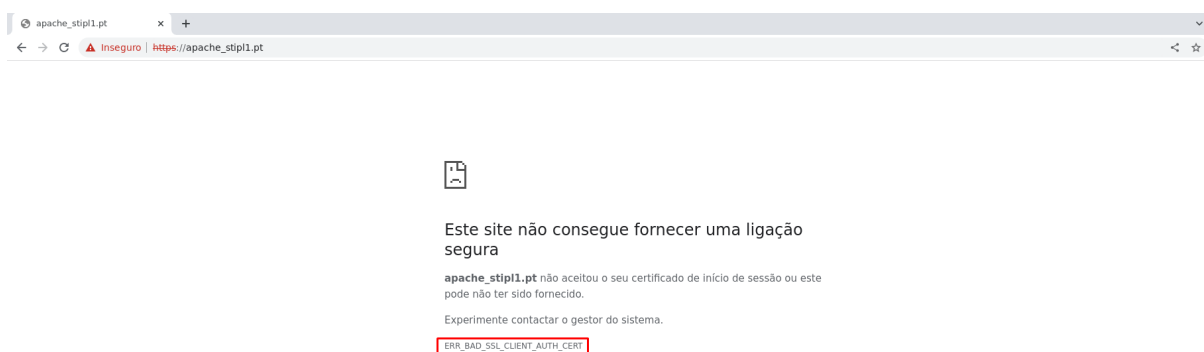 apache_stipl1.pt
Inseguro | https://apache_stipl1.pt
Este site não consegue fornecer uma ligação
segura
apache_stipl1.pt não aceitou o seu certificado de início de sessão ou este
pode não ter sido fornecido.
Experimente contactar o gestor do sistema.
ERR_BAD_SSL_CLIENT_AUTH_CERT